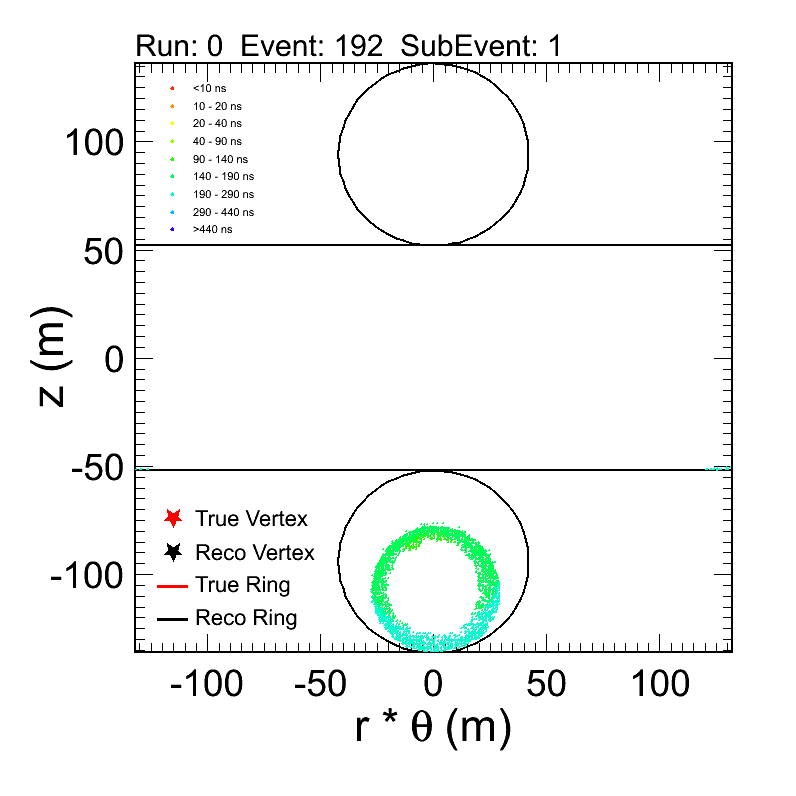 Run: 0 Event: 192 SubEvent: 1
<10 ns
10 - 20 ns
20 - 40 ns
40 - 90 ns
90 - 140 ns
140 - 190 ns
190 - 290 ns
290 - 440 ns
>440 ns
100
50
0
-50
-100
z (m)
True Vertex
Reco Vertex
True Ring
Reco Ring
-100 -50 0 50 100
r * θ (m)